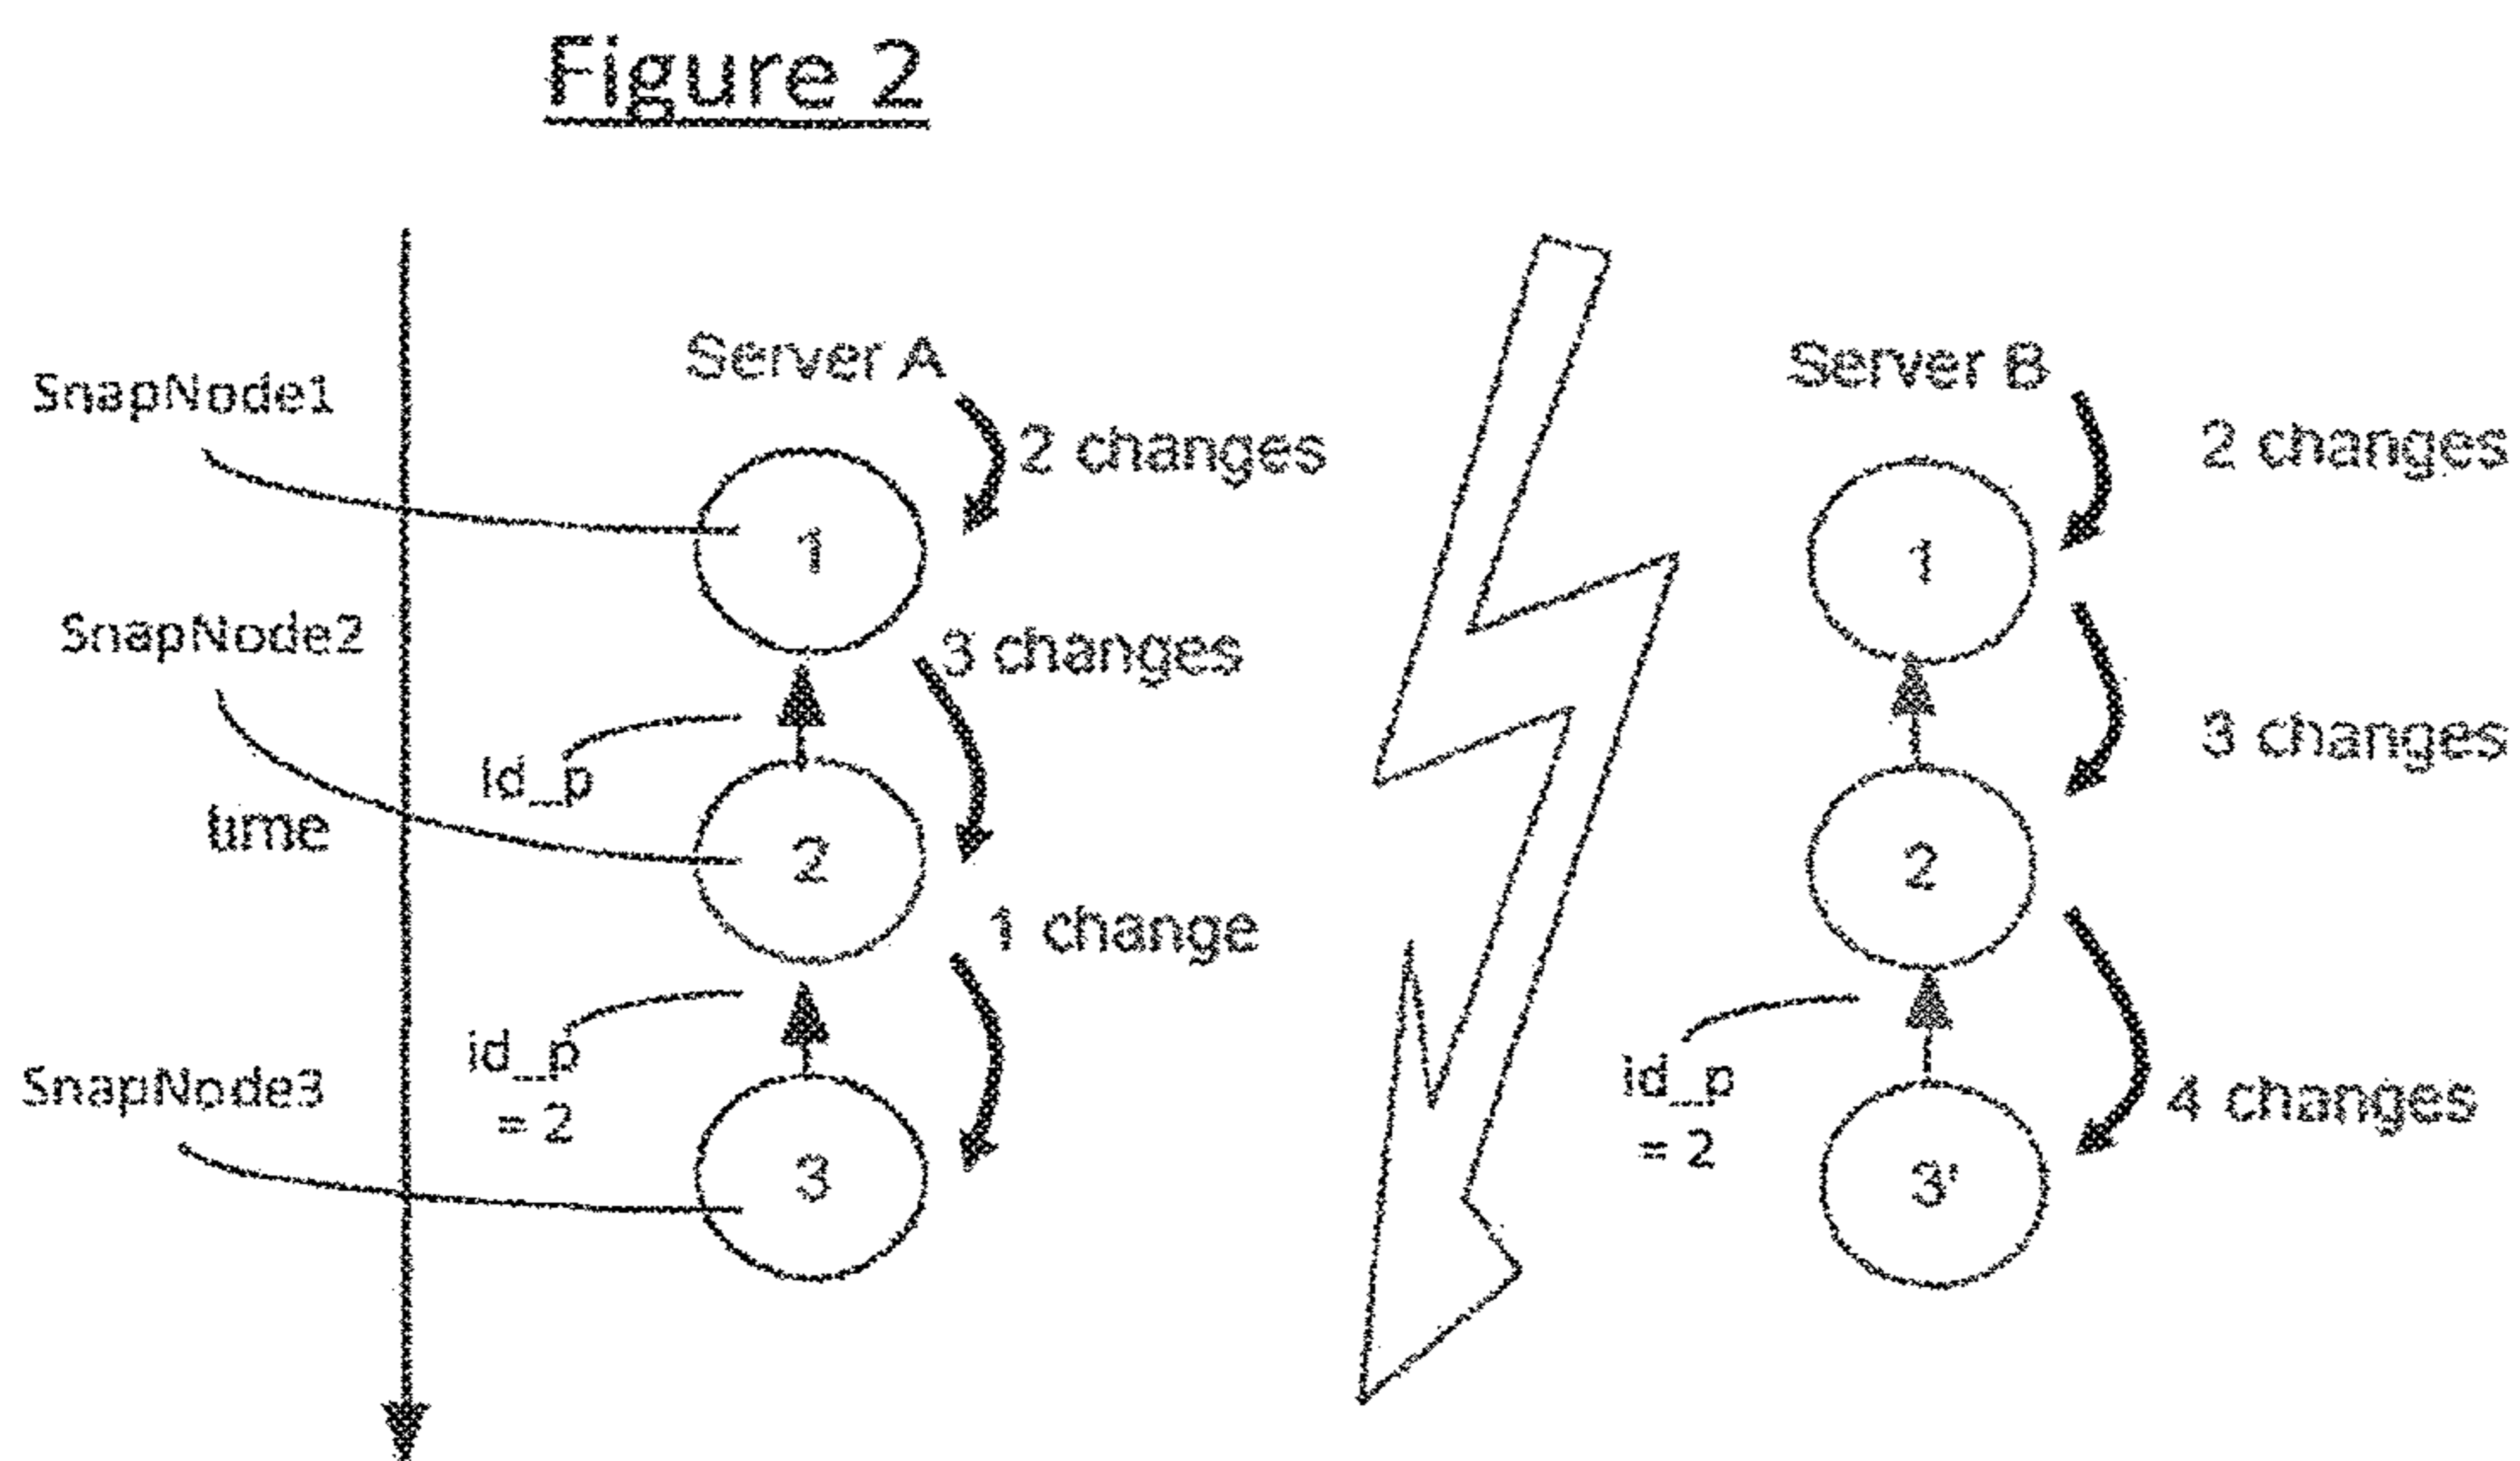 Figure 2
Server A
Server B
SnapNode1
2 changes
2 changes
1
1
SnapNode2
3 changes
3 changes
id_p
time
2
2
1 change
id_p
= 2
id_p
= 2
SnapNode3
4 changes
3
3'